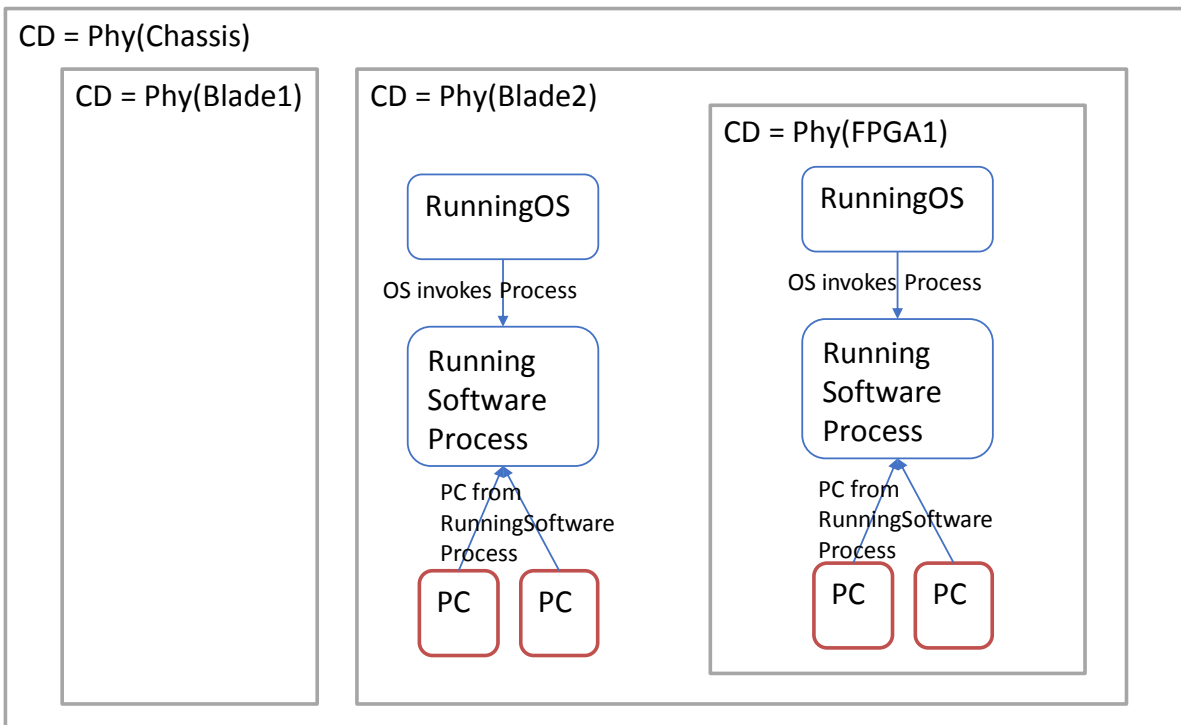 CD = Phy(Chassis)
CD = Phy(Blade1)
CD = Phy(Blade2)
RunningOS
OS invokes Process
Running
Software
Process
PC from
RunningSoftware
Process
PC
PC
CD = Phy(FPGA1)
RunningOS
OS invokes Process
Running
Software
Process
PC from
RunningSoftware
Process
PC
PC